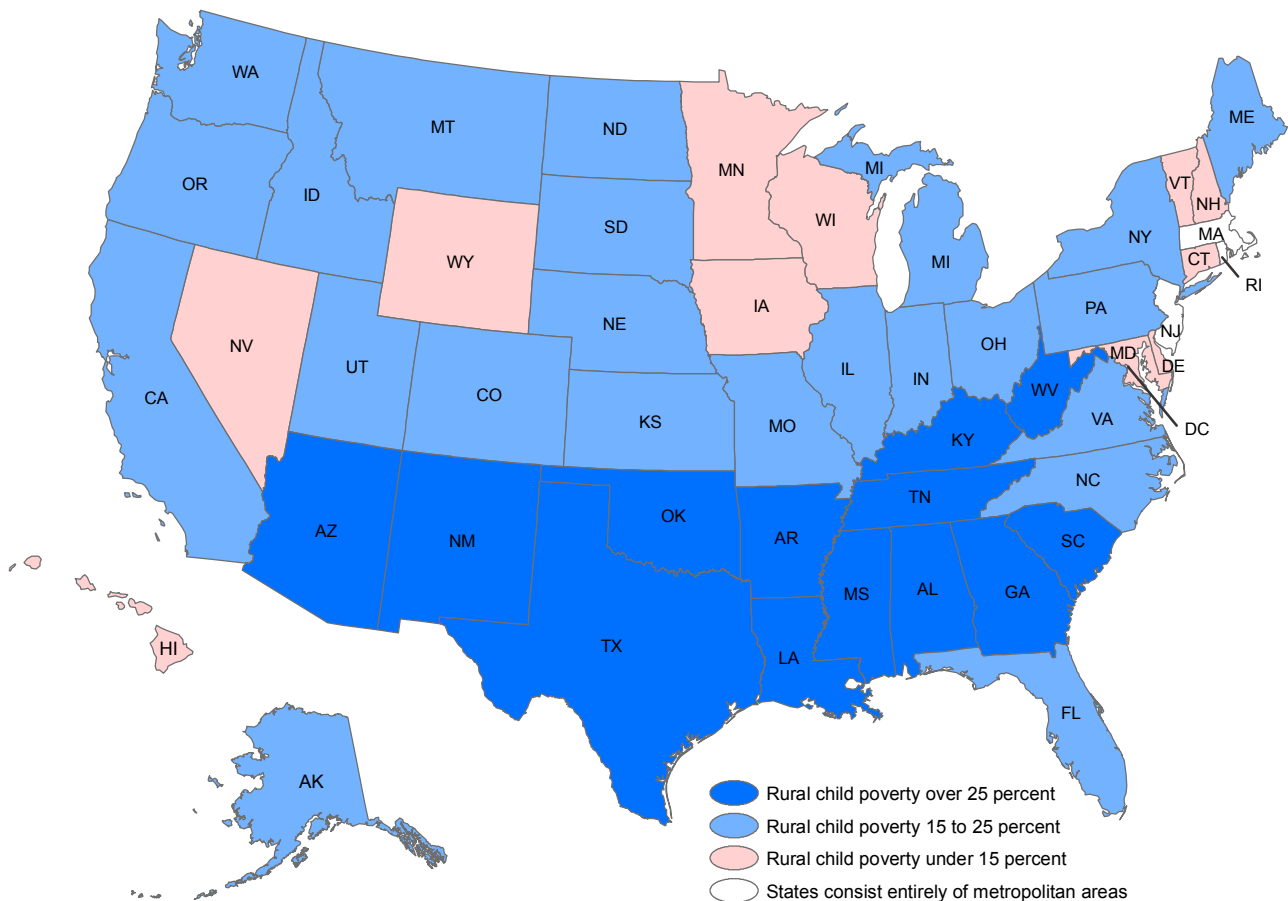 WA
MT
ND
ME
MN
MI
VT
NH
OR
ID
SD
WI
NY
MA
MI
CT
WY
RI
IA
PA
NE
NV
OH
NJ
MD
DE
UT
IL
IN
CA
CO
WV
KS
MO
VA
DC
KY
NC
TN
OK
AZ
NM
AR
SC
MS
AL
GA
TX
HI
LA
FL
AK
Rural child poverty over 25 percent
Rural child poverty 15 to 25 percent
Rural child poverty under 15 percent
States consist entirely of metropolitan areas